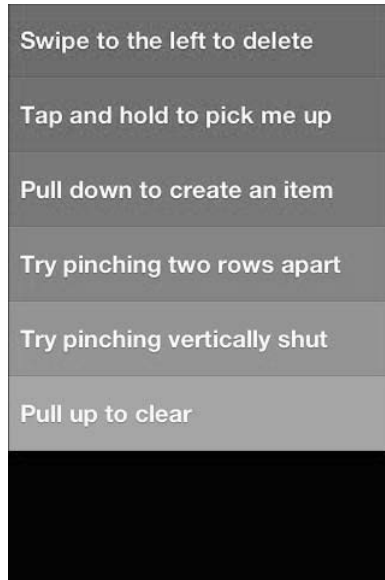 Swipe to the left to delete
Tap and hold to pick me up
Pull down to create an item
Try pinching two rows apart
Try pinching vertically shut
Pull up to clear